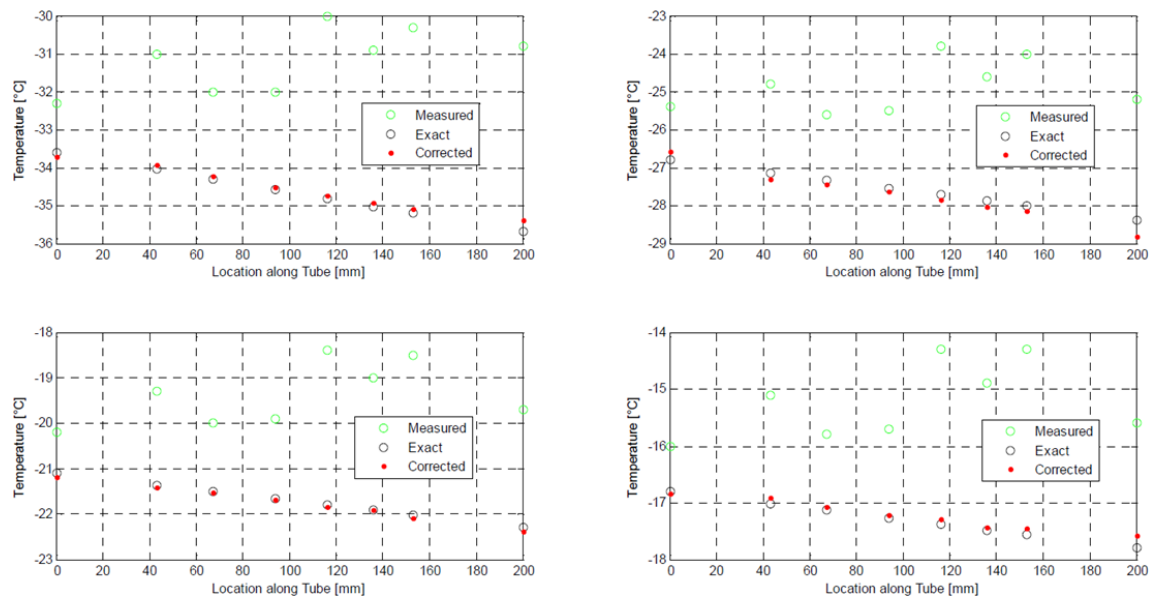 -30
-31
-32
-33
-34
-35
-36
Temperature [°C]
Measured
Exact
Corrected
0 20 40 60 80 100 120 140 160 180 200
Location along Tube [mm]
-23
-24
-25
-26
-27
-28
-29
Temperature [°C]
Measured
Exact
Corrected
0 20 40 60 80 100 120 140 160 180 200
Location along Tube [mm]
-18
-19
-20
-21
-22
-23
Temperature [°C]
Measured
Exact
Corrected
0 20 40 60 80 100 120 140 160 180 200
Location along Tube [mm]
-14
-15
-16
-17
-18
Temperature [°C]
Measured
Exact
Corrected
0 20 40 60 80 100 120 140 160 180 200
Location along Tube [mm]